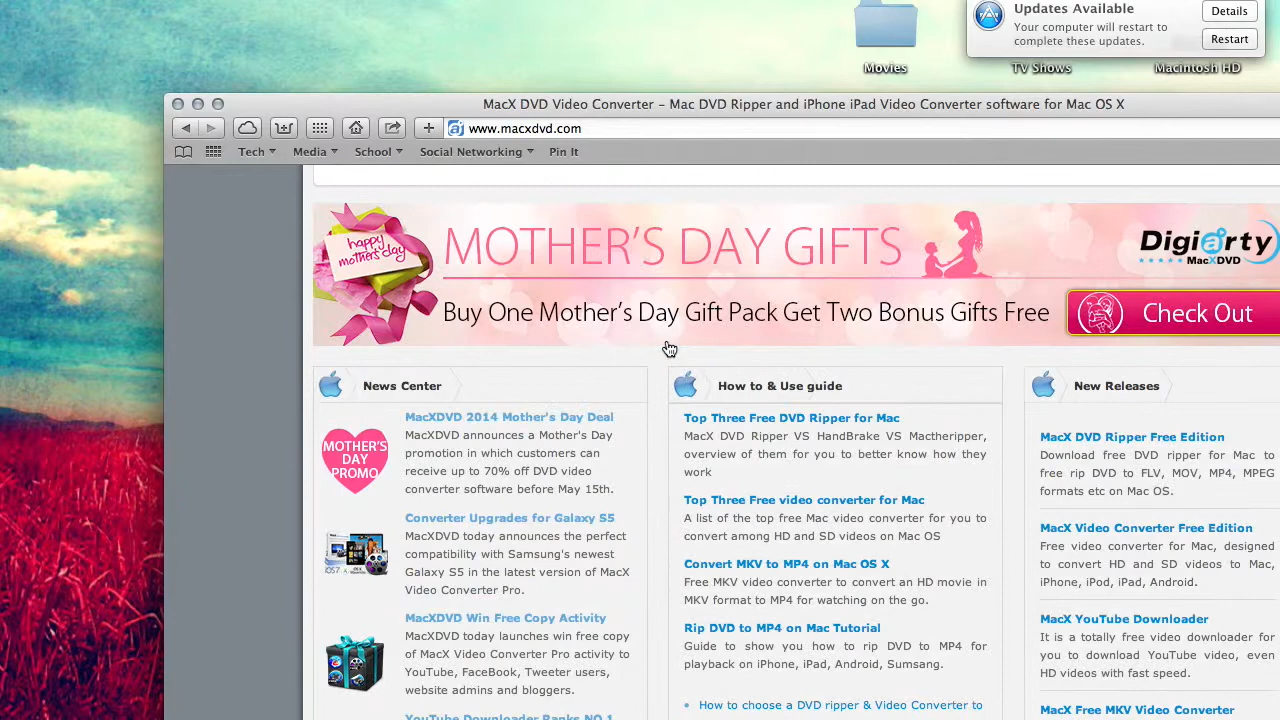 Updates Available
Details
Your computer will restart to complete these updates.
Restart
Movies
TV Shows
Macintosh HD
MacX DVD Video Converter – Mac DVD Ripper and iPhone iPad Video Converter software for Mac OS X
www.macxdvd.com
Tech
Media
School
Social Networking
Pin It
happy
mother's day
MOTHER'S DAY GIFTS
Digiarty
MacXDVD
Buy One Mother's Day Gift Pack Get Two Bonus Gifts Free
Check Out
News Center
MacXDVD 2014 Mother's Day Deal
MOTHER'S
DAY
PROMO
MacXDVD announces a Mother's Day
promotion in which customers can
receive up to 70% off DVD video
converter software before May 15th.
Converter Upgrades for Galaxy S5
MacXDVD today announces the perfect
compatibility with Samsung's newest
Galaxy S5 in the latest version of MacX
Video Converter Pro.
MacXDVD Win Free Copy Activity
MacXDVD today launches win free copy
of MacX Video Converter Pro activity to
YouTube, FaceBook, Tweeter users,
website admins and bloggers.
YouTube Downloader Ranks NO.1
How to & Use guide
Top Three Free DVD Ripper for Mac
MacX DVD Ripper VS HandBrake VS Mactheripper,
overview of them for you to better know how they
work
Top Three Free video converter for Mac
A list of the top free Mac video converter for you to
convert among HD and SD videos on Mac OS
Convert MKV to MP4 on Mac OS X
Free MKV video converter to convert an HD movie in
MKV format to MP4 for watching on the go.
Rip DVD to MP4 on Mac Tutorial
Guide to show you how to rip DVD to MP4 for
playback on iPhone, iPad, Android, Sumsang.
• How to choose a DVD ripper & Video Converter to
New Releases
MacX DVD Ripper Free Edition
Download free DVD ripper for Mac to
free rip DVD to FLV, MOV, MP4, MPEG
formats etc on Mac OS.
MacX Video Converter Free Edition
Free video converter for Mac, designed
to convert HD and SD videos to Mac,
iPhone, iPod, iPad, Android.
MacX YouTube Downloader
It is a totally free video downloader for
you to download YouTube video, even
HD videos with fast speed.
MacX Free MKV Video Converter